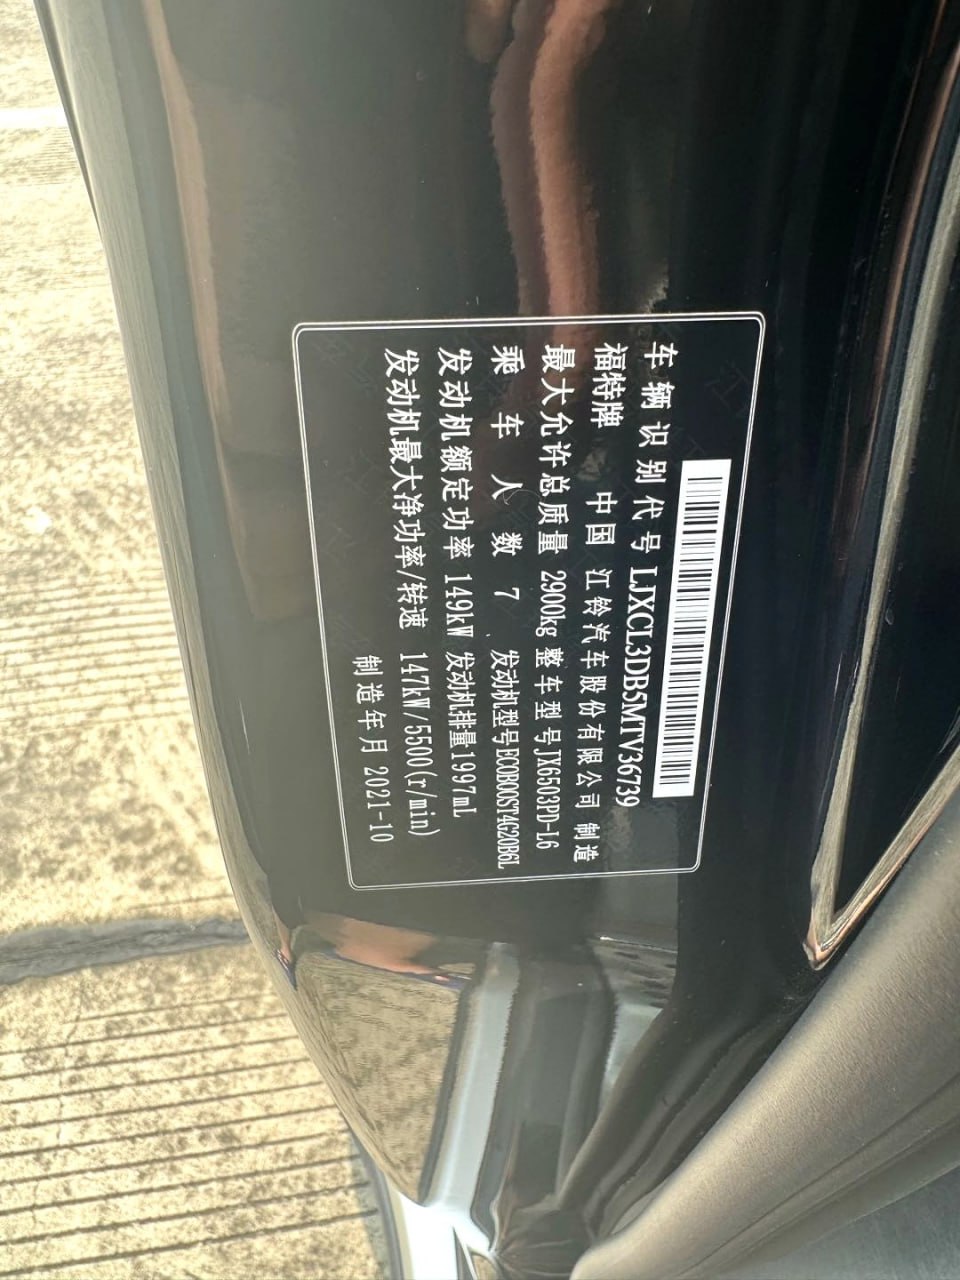 车辆识别代号 LJXCL3DB5MTV36739
福特牌 中国 江铃汽车股份有限公司 制造
最大允许总质量 2900kg 整车型号 JX6503PD-L6
乘车人数 7 发动机型号 ECOBOOST4G20B6L
发动机额定功率 149kW 发动机排量 1997mL
发动机最大净功率/转速 147kW/5500(r/min)
制造年月 2021-10